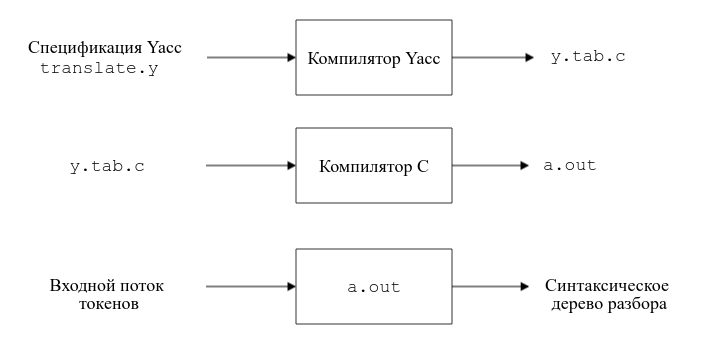 Спецификация Yacc
translate.y
Компилятор Yacc
y.tab.c
y.tab.c
Компилятор C
a.out
Входной поток
токенов
a.out
Синтаксическое
дерево разбора